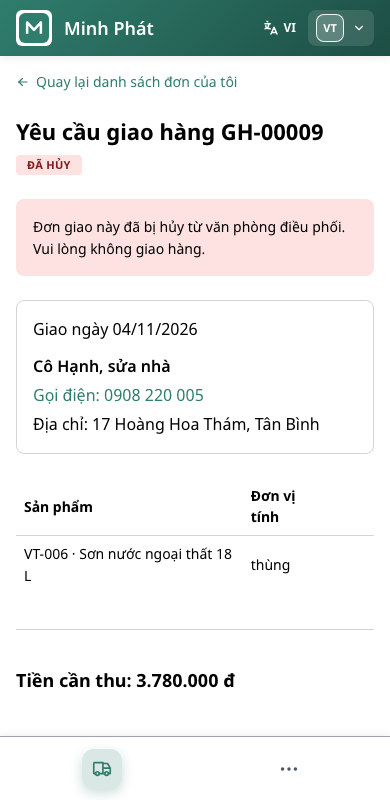 Minh Phát
VI
VT
Quay lại danh sách đơn của tôi
Yêu cầu giao hàng GH-00009
ĐÃ HỦY
Đơn giao này đã bị hủy từ văn phòng điều phối.
Vui lòng không giao hàng.
Giao ngày 04/11/2026
Cô Hạnh, sửa nhà
Gọi điện: 0908 220 005
Địa chỉ: 17 Hoàng Hoa Thám, Tân Bình
Sản phẩm
Đơn vị
tính
VT-006 · Sơn nước ngoại thất 18
L
thùng
Tiền cần thu: 3.780.000 đ